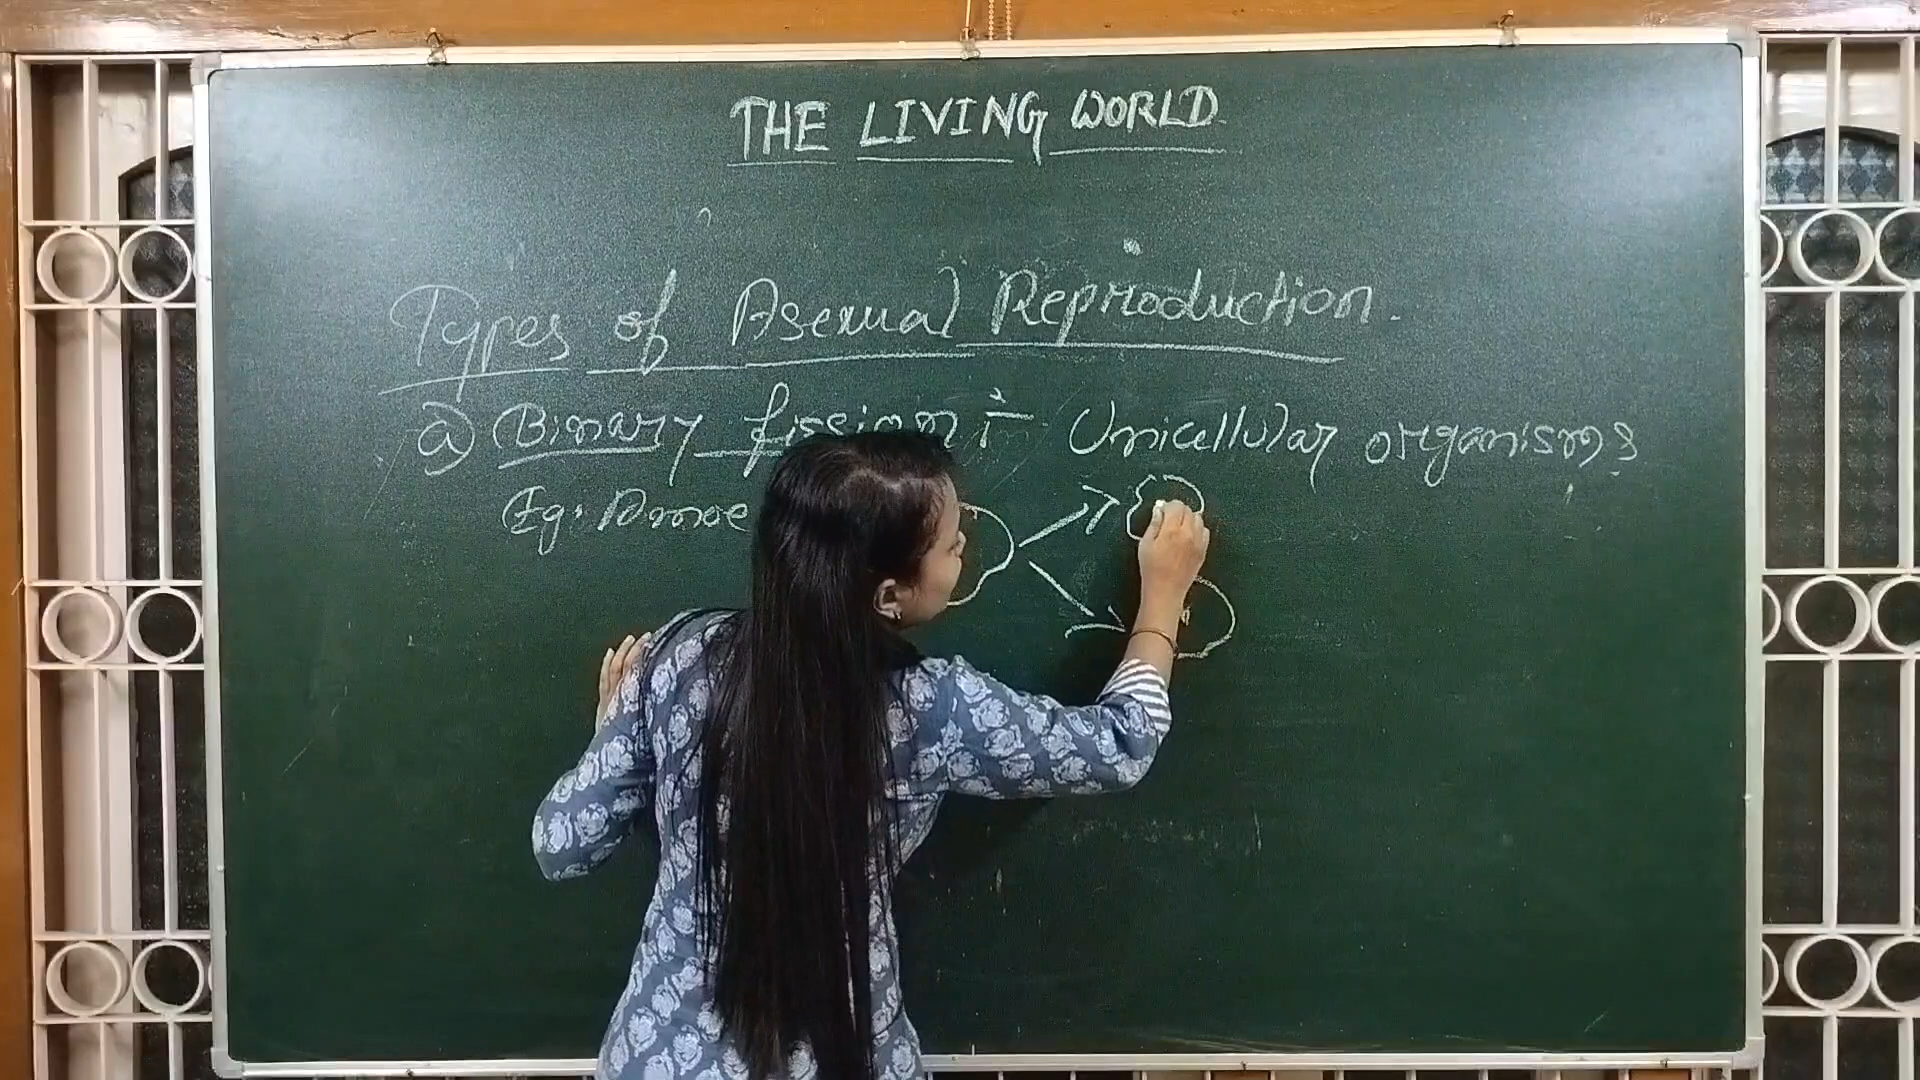 THE LIVING WORLD
Types of Asexual Reproduction.
a) Binary fission :- Unicellular organisms
Eg: Amoe